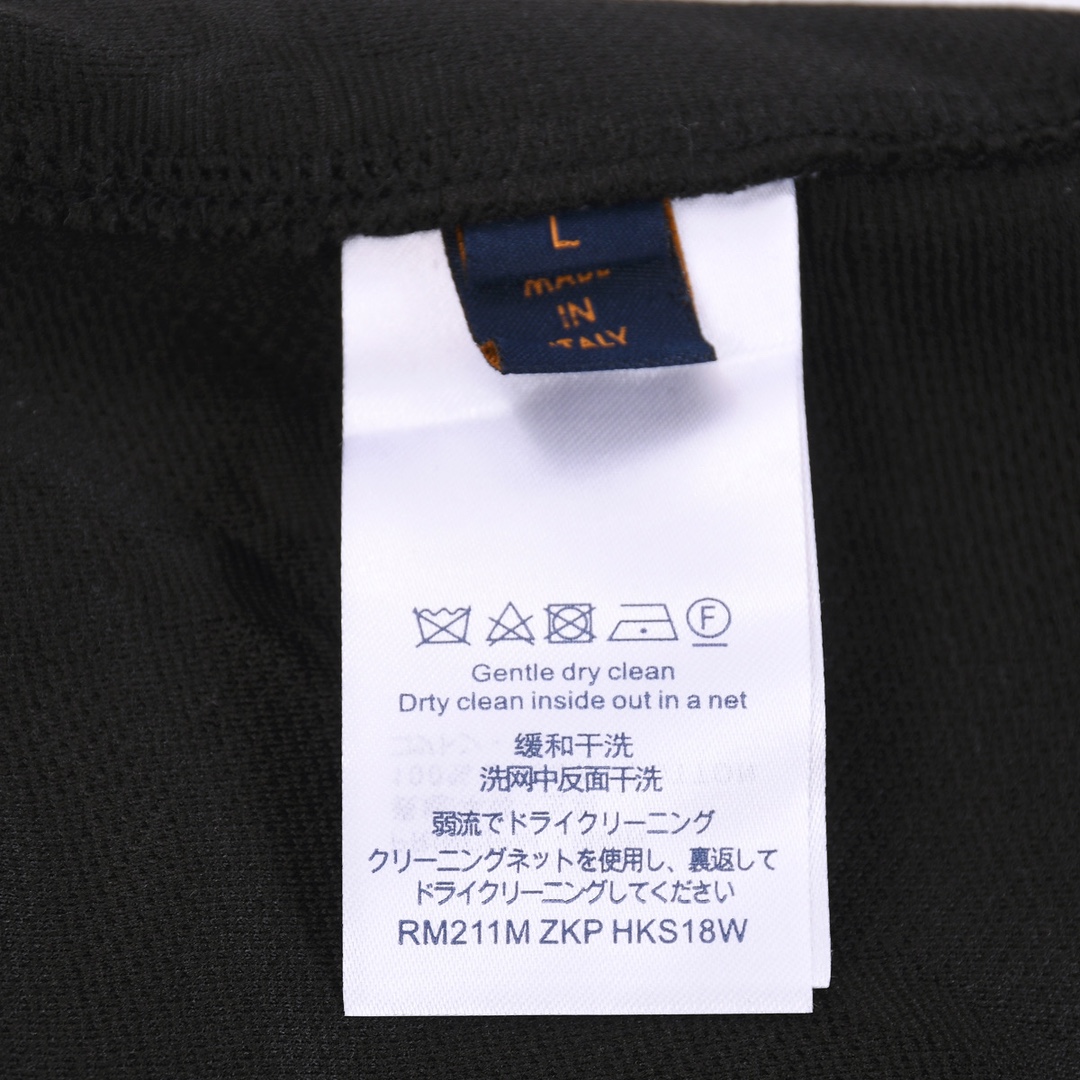 L
MADE
IN
ITALY
F
Gentle dry clean
Drty clean inside out in a net
缓和干洗
洗网中反面干洗
弱流でドライクリーニング
クリーニングネットを使用し、裏返して
ドライクリーニングしてください
RM211M ZKP HKS18W